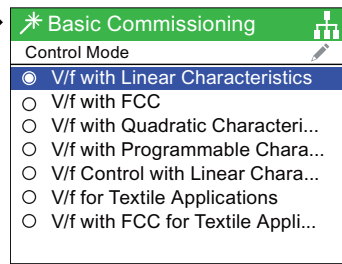 Basic Commissioning
Control Mode
V/f with Linear Characteristics
V/f with FCC
V/f with Quadratic Characteri...
V/f with Programmable Chara...
V/f Control with Linear Chara...
V/f for Textile Applications
V/f with FCC for Textile Appli...